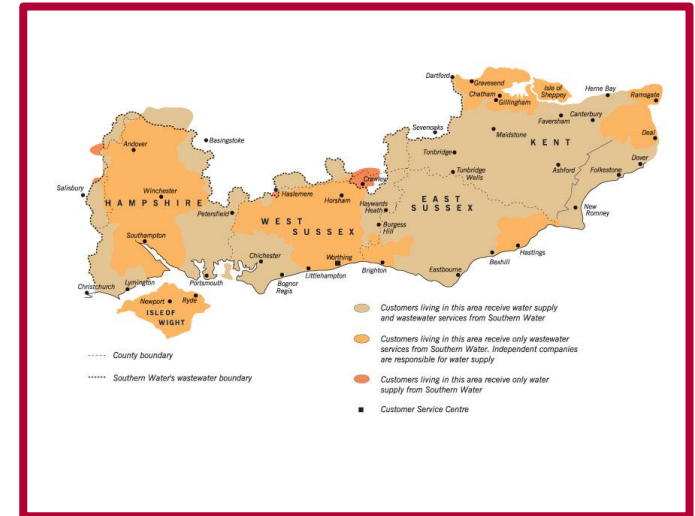 Dartford
Gravesend
Chatham
Gillingham
Isle of
Sheppey
Herne Bay
Ramsgate
Faversham
Canterbury
Sevenoaks
Maidstone
KENT
Deal
Tonbridge
Dover
Ashford
Folkestone
Tunbridge
Wells
Basingstoke
Andover
Crawley
Salisbury
Winchester
HAMPSHIRE
Haslemere
Horsham
Haywards
Heath
EAST
SUSSEX
New
Romney
Petersfield
WEST
SUSSEX
Burgess
Hill
Southampton
Chichester
Worthing
Hastings
Bexhill
Brighton
Eastbourne
Littlehampton
Bognor
Regis
Portsmouth
Lymington
Christchurch
Newport
Ryde
ISLE OF
WIGHT
Customers living in this area receive water supply
and wastewater services from Southern Water
Customers living in this area receive only wastewater
services from Southern Water. Independent companies
are responsible for water supply
Customers living in this area receive only water
supply from Southern Water
Customer Service Centre
County boundary
Southern Water's wastewater boundary